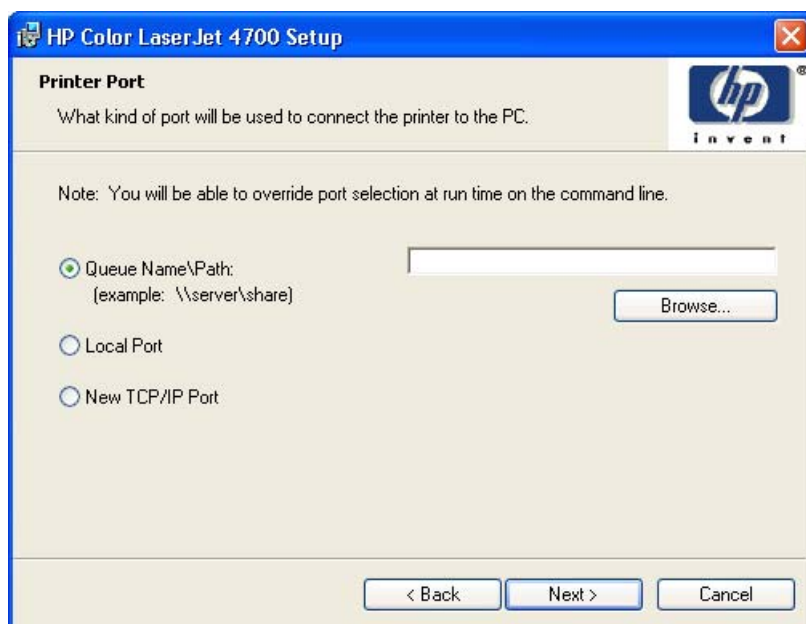 HP Color LaserJet 4700 Setup
Printer Port
What kind of port will be used to connect the printer to the PC.
hp
®
invent
Note: You will be able to override port selection at run time on the command line.
Queue Name\Path:
(example: \\server\share)
Browse...
Local Port
New TCP/IP Port
< Back
Next >
Cancel